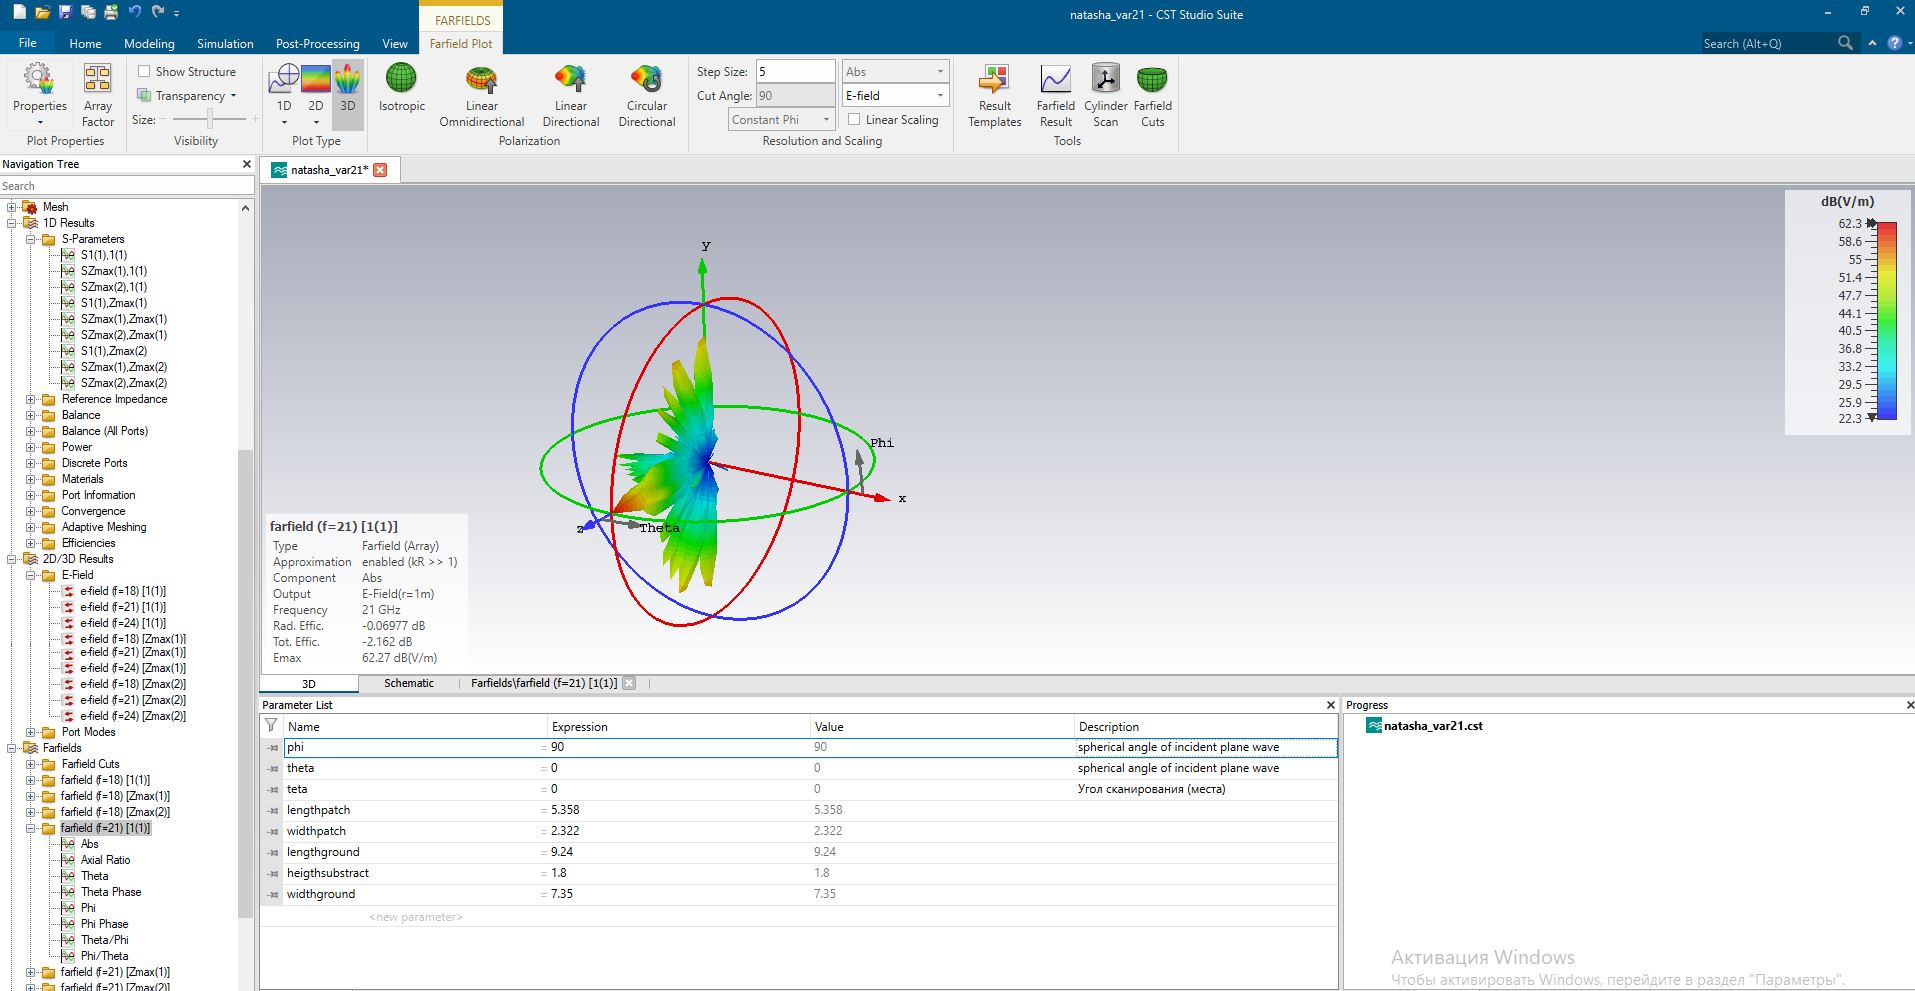 natasha_var21 - CST Studio Suite
FARFIELDS
File Home Modeling Simulation Post-Processing View Farfield Plot
Search (Alt+Q)
Properties
Array Factor
Plot Properties
Show Structure
Transparency
Size:
Visibility
1D 2D 3D
Plot Type
Isotropic
Linear Omnidirectional
Linear Directional
Circular Directional
Polarization
Step Size: 5
Abs
Cut Angle: 90
E-field
Constant Phi
Linear Scaling
Resolution and Scaling
Result Templates
Farfield Result
Cylinder Scan
Farfield Cuts
Tools
Navigation Tree
Search
Mesh
1D Results
S-Parameters
S1(1),1(1)
SZmax(1),1(1)
SZmax(2),1(1)
S1(1),Zmax(1)
SZmax(1),Zmax(1)
SZmax(2),Zmax(1)
S1(1),Zmax(2)
SZmax(1),Zmax(2)
SZmax(2),Zmax(2)
Reference Impedance
Balance
Balance (All Ports)
Power
Discrete Ports
Materials
Port Information
Convergence
Adaptive Meshing
Efficiencies
2D/3D Results
E-Field
e-field (f=18) [1(1)]
e-field (f=21) [1(1)]
e-field (f=24) [1(1)]
e-field (f=18) [Zmax(1)]
e-field (f=21) [Zmax(1)]
e-field (f=24) [Zmax(1)]
e-field (f=18) [Zmax(2)]
e-field (f=21) [Zmax(2)]
e-field (f=24) [Zmax(2)]
Port Modes
Farfields
Farfield Cuts
farfield (f=18) [1(1)]
farfield (f=18) [Zmax(1)]
farfield (f=18) [Zmax(2)]
farfield (f=21) [1(1)]
Abs
Axial Ratio
Theta
Theta Phase
Phi
Phi Phase
Theta/Phi
Phi/Theta
farfield (f=21) [Zmax(1)]
farfield (f=21) [Zmax(2)]
natasha_var21*
y
Phi
x
z
Theta
dB(V/m)
62.3
58.6
55
51.4
47.7
44.1
40.5
36.8
33.2
29.5
25.9
22.3
farfield (f=21) [1(1)]
Type Farfield (Array)
Approximation enabled (kR >> 1)
Component Abs
Output E-Field(r=1m)
Frequency 21 GHz
Rad. Effic. -0.06977 dB
Tot. Effic. -2.162 dB
Emax 62.27 dB(V/m)
3D Schematic Farfields\farfield (f=21) [1(1)]
Parameter List
Name Expression Value Description
phi = 90 90 spherical angle of incident plane wave
theta = 0 0 spherical angle of incident plane wave
teta = 0 0 Угол сканирования (места)
lengthpatch = 5.358 5.358
widthpatch = 2.322 2.322
lengthground = 9.24 9.24
heigthsubstract = 1.8 1.8
widthground = 7.35 7.35
<new parameter>
Progress
natasha_var21.cst
Активация Windows
Чтобы активировать Windows, перейдите в раздел "Параметры".